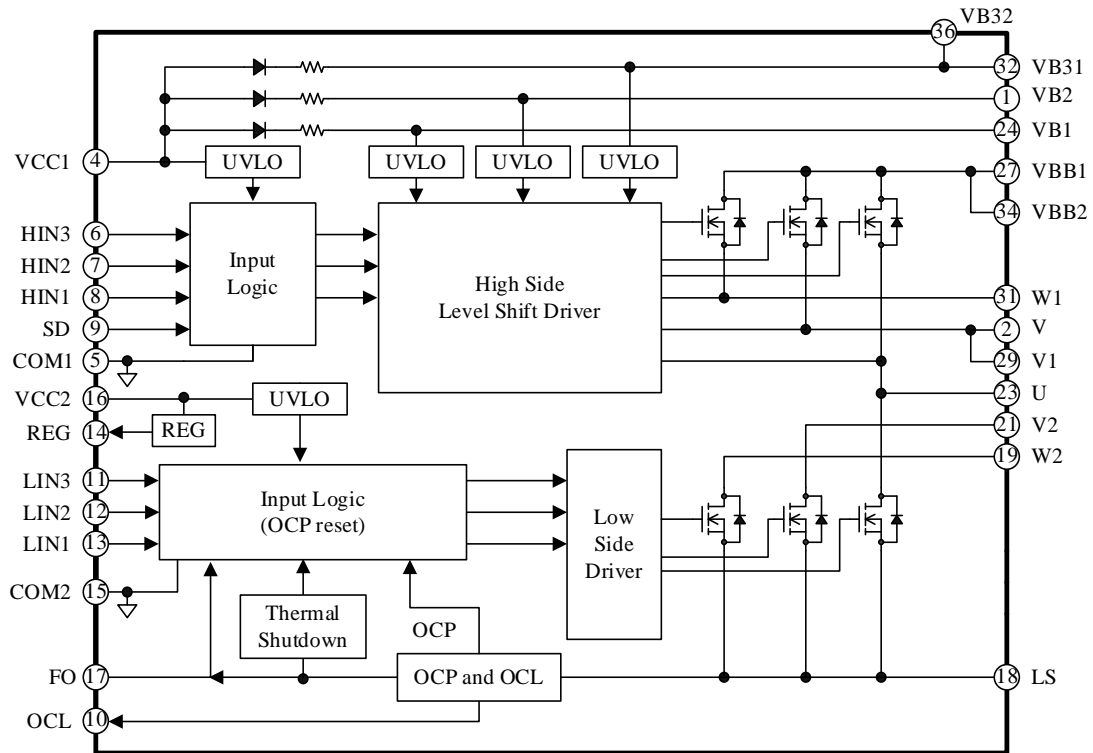 VB32
36
32 VB31
1 VB2
24 VB1
VCC1 4
UVLO
UVLO
UVLO
UVLO
27 VBB1
34 VBB2
HIN3 6
HIN2 7
HIN1 8
SD 9
COM1 5
Input
Logic
High Side
Level Shift Driver
31 W1
2 V
29 V1
23 U
21 V2
19 W2
VCC2 16
UVLO
REG 14
REG
LIN3 11
LIN2 12
LIN1 13
COM2 15
Input Logic
(OCP reset)
Low
Side
Driver
Thermal
Shutdown
OCP
OCP and OCL
FO 17
OCL 10
18 LS